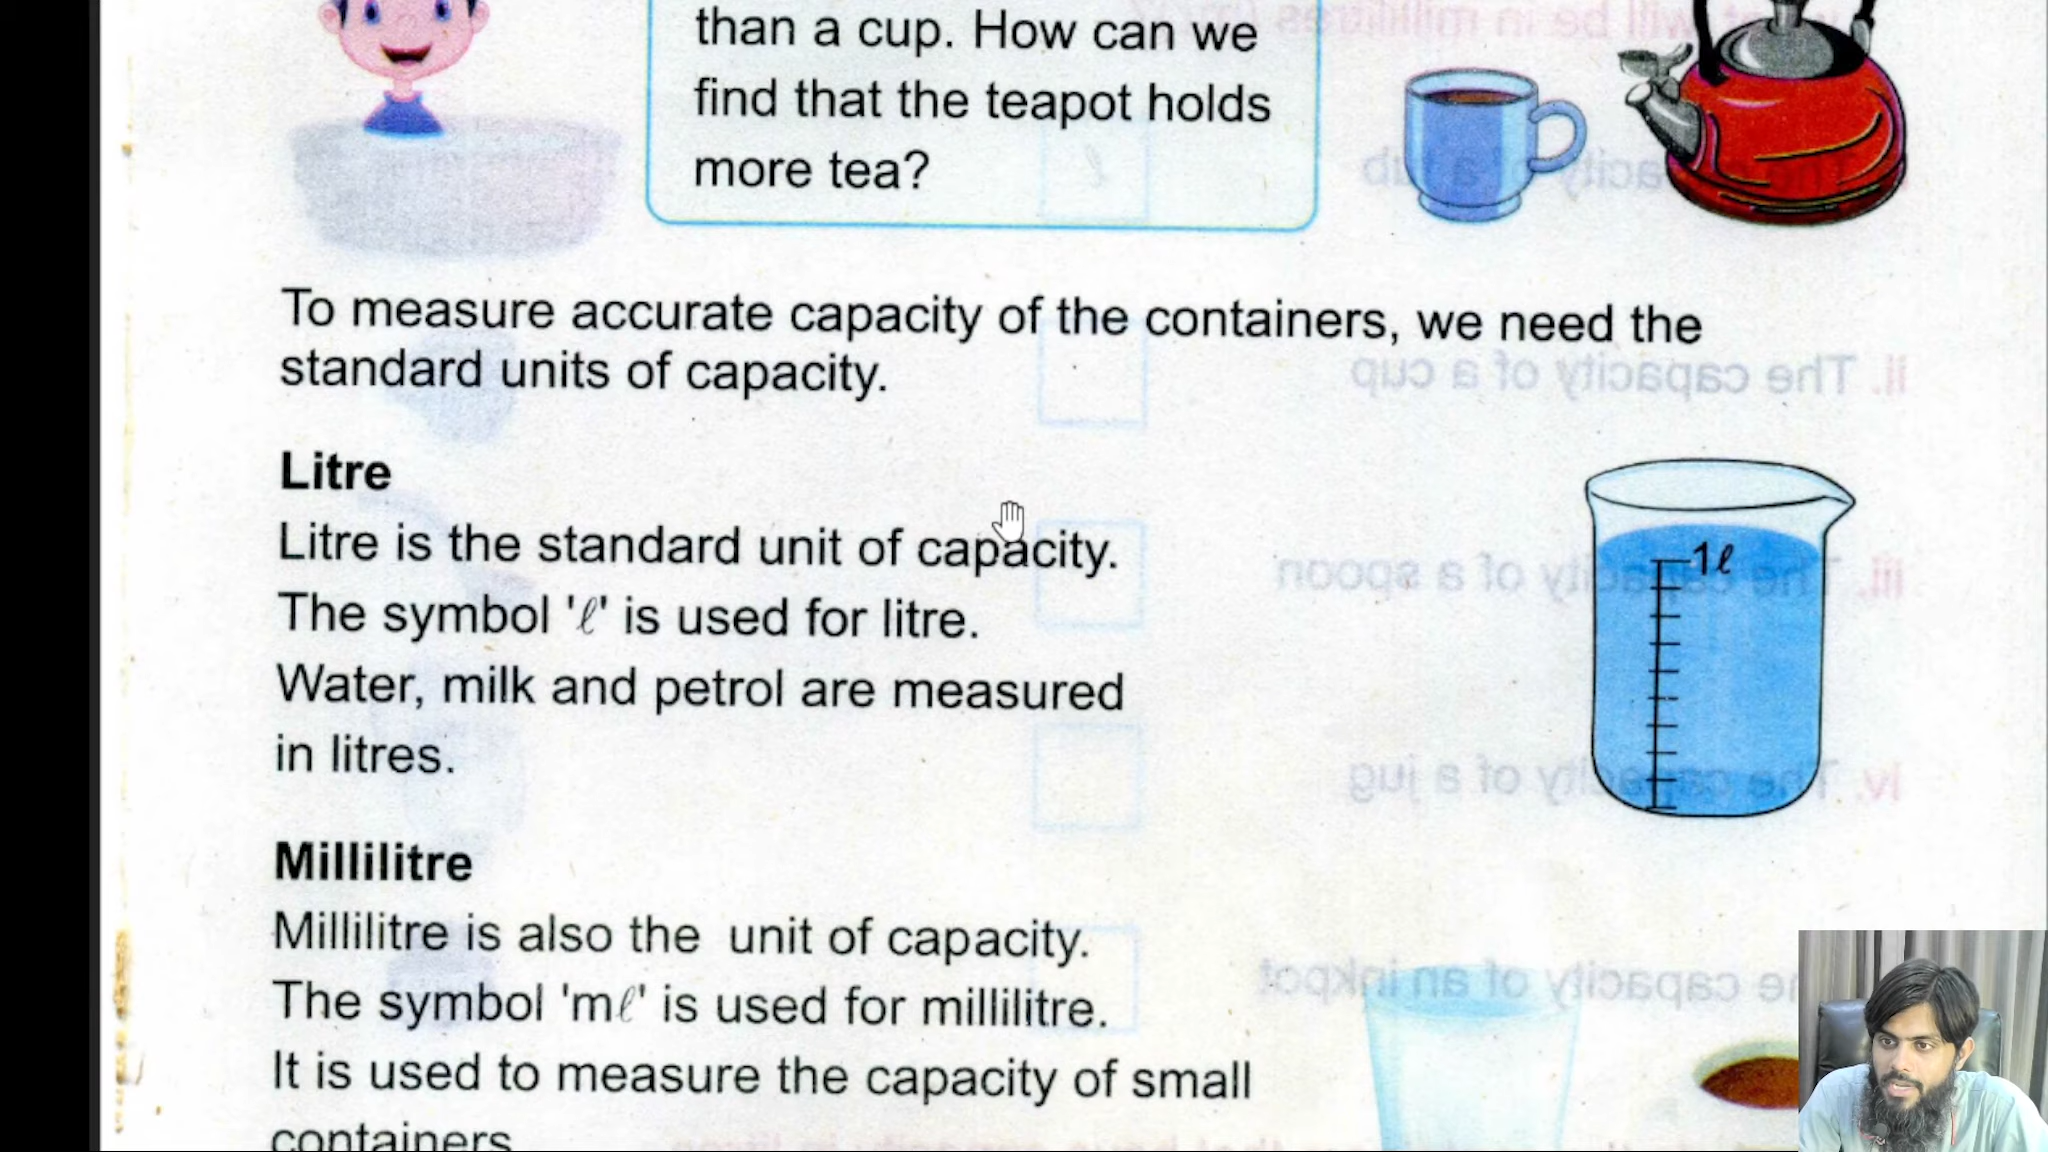 than a cup. How can we
find that the teapot holds
more tea?
To measure accurate capacity of the containers, we need the
standard units of capacity.
Litre
Litre is the standard unit of capacity.
The symbol 'ℓ' is used for litre.
Water, milk and petrol are measured
in litres.
1ℓ
Millilitre
Millilitre is also the unit of capacity.
The symbol 'mℓ' is used for millilitre.
It is used to measure the capacity of small
containers